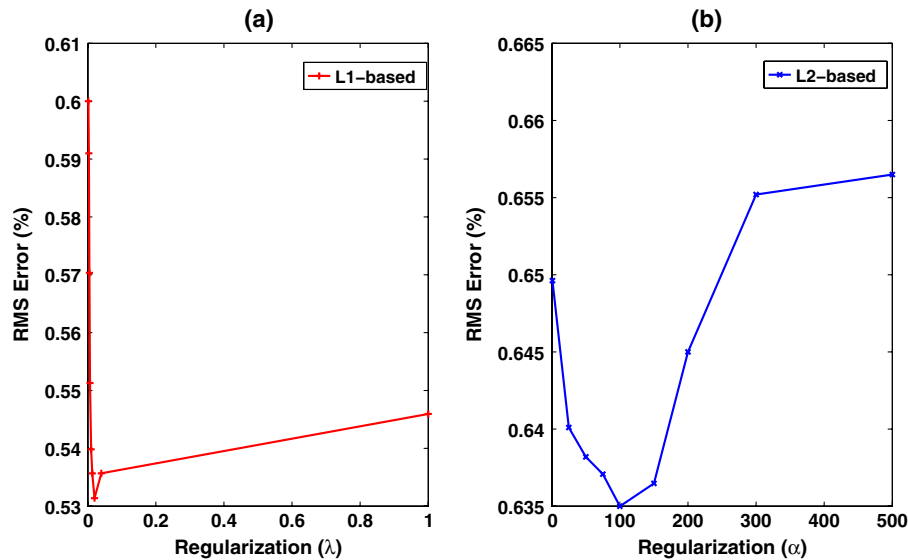 (a)
0.61
0.6
0.59
0.58
0.57
0.56
0.55
0.54
0.53
0 0.2 0.4 0.6 0.8 1
RMS Error (%)
Regularization (λ)
L1-based
(b)
0.665
0.66
0.655
0.65
0.645
0.64
0.635
0 100 200 300 400 500
RMS Error (%)
Regularization (α)
L2-based